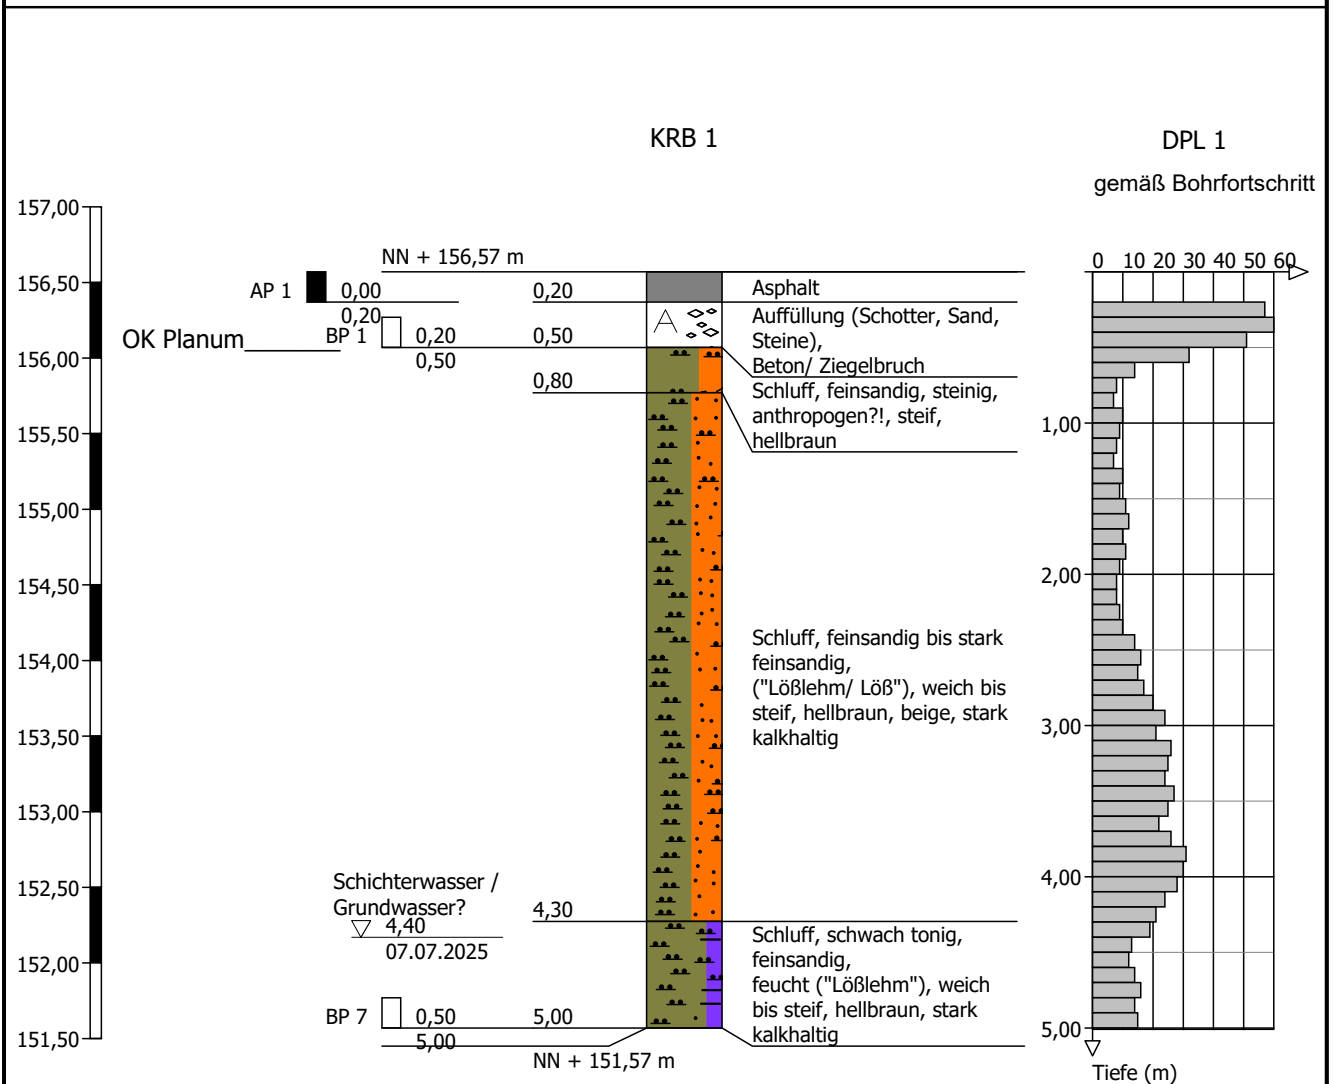 KRB 1
DPL 1
gemäß Bohrfortschritt
157,00
156,50
156,00
155,50
155,00
154,50
154,00
153,50
153,00
152,50
152,00
151,50
NN + 156,57 m
AP 1
0,00
0,20
OK Planum
BP 1
0,20
0,50
0,20
0,50
0,80
A
Asphalt
Auffüllung (Schotter, Sand,
Steine),
Beton/ Ziegelbruch
Schluff, feinsandig, steinig,
anthropogen?!, steif,
hellbraun
Schluff, feinsandig bis stark
feinsandig,
("Lößlehm/ Löß"), weich bis
steif, hellbraun, beige, stark
kalkhaltig
Schichterwasser /
Grundwasser?
4,40
07.07.2025
4,30
Schluff, schwach tonig,
feinsandig,
feucht ("Lößlehm"), weich
bis steif, hellbraun, stark
kalkhaltig
BP 7
0,50
5,00
5,00
NN + 151,57 m
0 10 20 30 40 50 60
1,00
2,00
3,00
4,00
5,00
Tiefe (m)